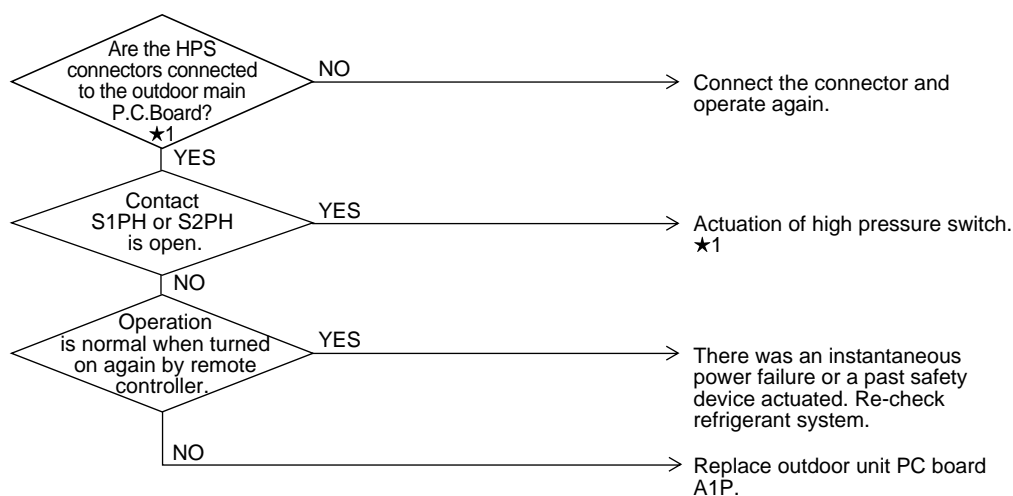 Are the HPS
connectors connected
to the outdoor main
P.C.Board?
★1
NO
Connect the connector and
operate again.
YES
Contact
S1PH or S2PH
is open.
YES
Actuation of high pressure switch.
★1
NO
Operation
is normal when turned
on again by remote
controller.
YES
There was an instantaneous
power failure or a past safety
device actuated. Re-check
refrigerant system.
NO
Replace outdoor unit PC board
A1P.